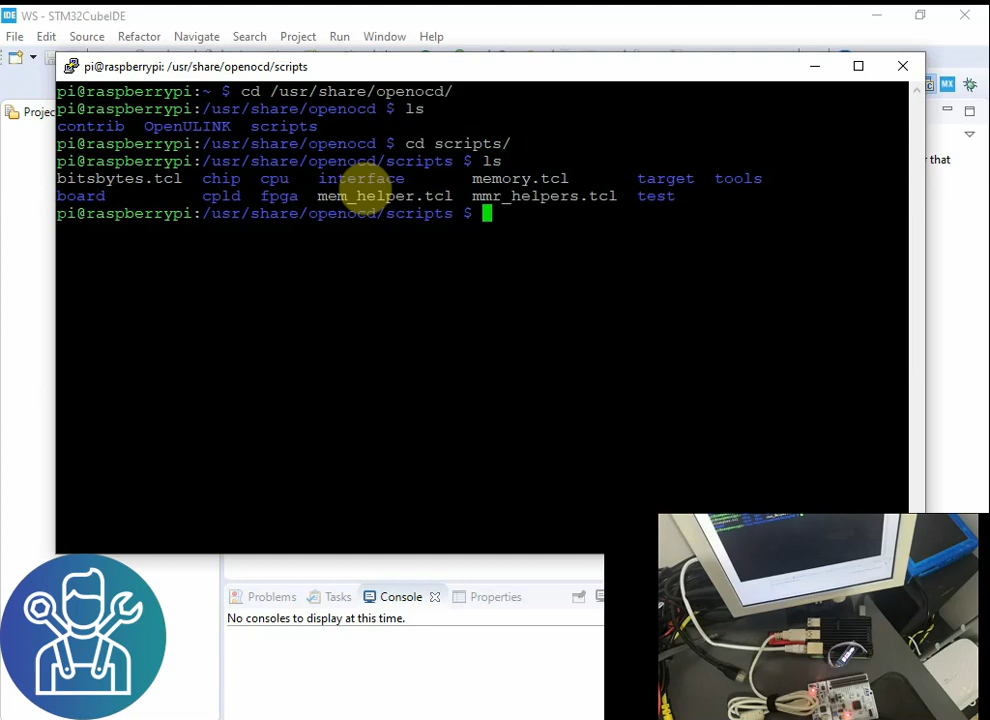 IDE WS - STM32CubeIDE
File Edit Source Refactor Navigate Search Project Run Window Help
pi@raspberrypi: /usr/share/openocd/scripts
pi@raspberrypi:~ $ cd /usr/share/openocd/
pi@raspberrypi:/usr/share/openocd $ ls
contrib OpenULINK scripts
pi@raspberrypi:/usr/share/openocd $ cd scripts/
pi@raspberrypi:/usr/share/openocd/scripts $ ls
bitsbytes.tcl chip cpu interface memory.tcl target tools
board cpld fpga mem_helper.tcl mmr_helpers.tcl test
pi@raspberrypi:/usr/share/openocd/scripts $
MX
Projec
that
Problems Tasks Console Properties
No consoles to display at this time.